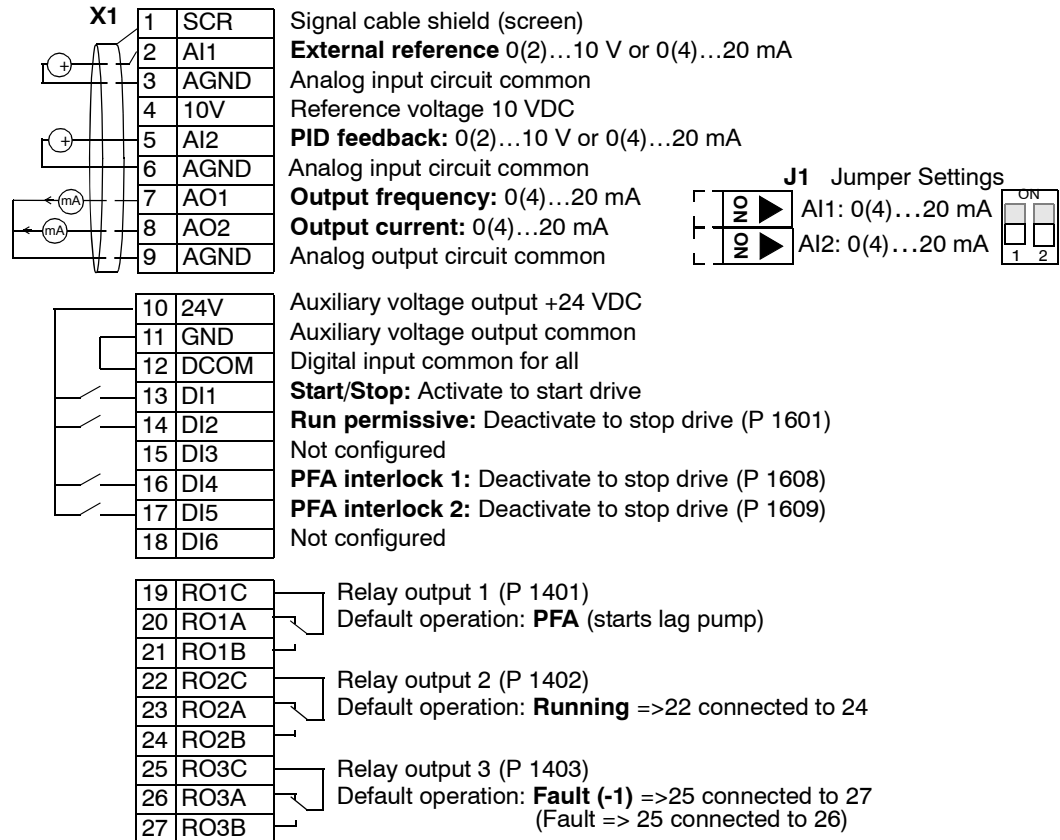 X1
1 SCR Signal cable shield (screen)
2 AI1 External reference 0(2)…10 V or 0(4)…20 mA
+
3 AGND Analog input circuit common
4 10V Reference voltage 10 VDC
+
5 AI2 PID feedback: 0(2)…10 V or 0(4)…20 mA
6 AGND Analog input circuit common
J1 Jumper Settings
mA
7 AO1 Output frequency: 0(4)…20 mA
ON AI1: 0(4)…20 mA
ON
mA
8 AO2 Output current: 0(4)…20 mA
ON AI2: 0(4)…20 mA
1 2
9 AGND Analog output circuit common
10 24V Auxiliary voltage output +24 VDC
11 GND Auxiliary voltage output common
12 DCOM Digital input common for all
13 DI1 Start/Stop: Activate to start drive
14 DI2 Run permissive: Deactivate to stop drive (P 1601)
15 DI3 Not configured
16 DI4 PFA interlock 1: Deactivate to stop drive (P 1608)
17 DI5 PFA interlock 2: Deactivate to stop drive (P 1609)
18 DI6 Not configured
19 RO1C Relay output 1 (P 1401)
20 RO1A Default operation: PFA (starts lag pump)
21 RO1B
22 RO2C Relay output 2 (P 1402)
23 RO2A Default operation: Running =>22 connected to 24
24 RO2B
25 RO3C Relay output 3 (P 1403)
26 RO3A Default operation: Fault (-1) =>25 connected to 27
27 RO3B (Fault => 25 connected to 26)